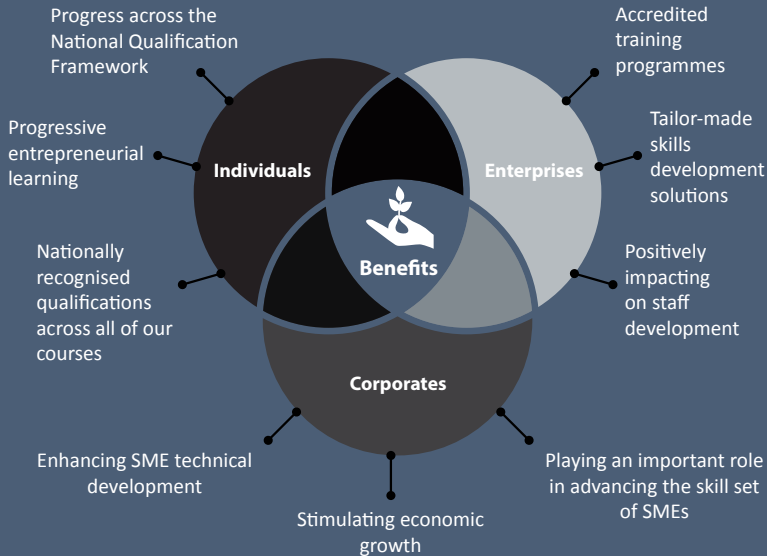 Progress across the
National Qualification
Framework
Accredited
training
programmes
Progressive
entrepreneurial
learning
Individuals
Enterprises
Tailor-made
skills
development
solutions
Benefits
Nationally
recognised
qualifications
across all of our
courses
Positively
impacting
on staff
development
Corporates
Enhancing SME technical
development
Stimulating economic
growth
Playing an important role
in advancing the skill set
of SMEs